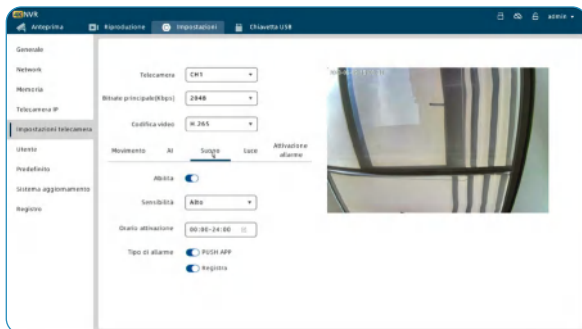 4K NVR
admin
Anteprima Riproduzione Impostazioni Chiavetta USB
Generale
Network
Memoria
Telecamera IP
Impostazioni telecamera
Utente
Predefinito
Sistema aggiornamento
Registro
Telecamera CH1
Bitrate principale(Kbps) 2048
Codifica video H.265
Movimento AI Suono Luce Attivazione allarme
Abilita
Sensibilità Alto
Orario attivazione 00:00-24:00
Tipo di allarme PUSH APP
Registro